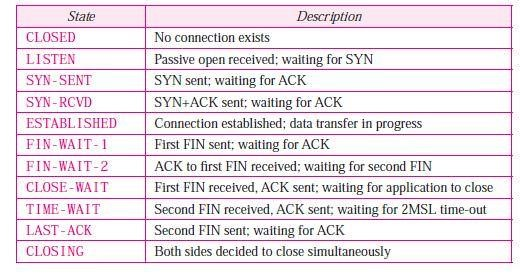 State Description
CLOSED No connection exists
LISTEN Passive open received; waiting for SYN
SYN-SENT SYN sent; waiting for ACK
SYN-RCVD SYN+ACK sent; waiting for ACK
ESTABLISHED Connection established; data transfer in progress
FIN-WAIT-1 First FIN sent; waiting for ACK
FIN-WAIT-2 ACK to first FIN received; waiting for second FIN
CLOSE-WAIT First FIN received, ACK sent; waiting for application to close
TIME-WAIT Second FIN received, ACK sent; waiting for 2MSL time-out
LAST-ACK Second FIN sent; waiting for ACK
CLOSING Both sides decided to close simultaneously